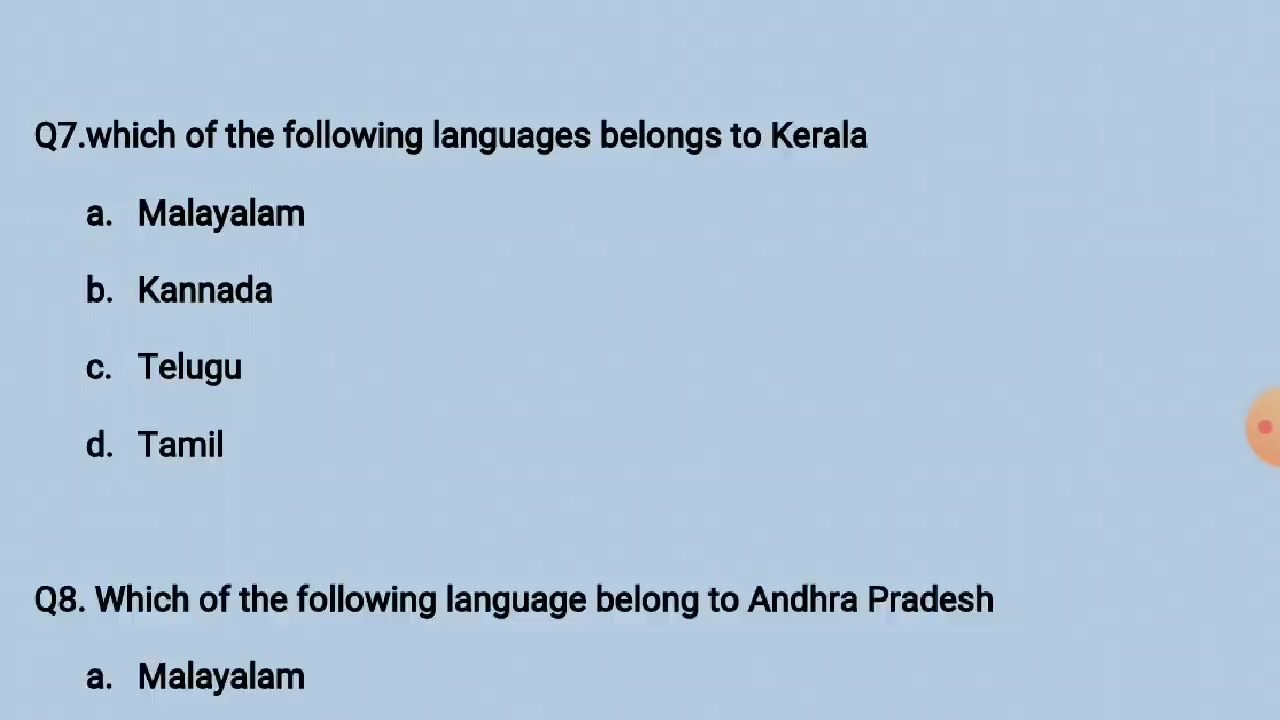 Q7.which of the following languages belongs to Kerala
a. Malayalam
b. Kannada
c. Telugu
d. Tamil
Q8. Which of the following language belong to Andhra Pradesh
a. Malayalam